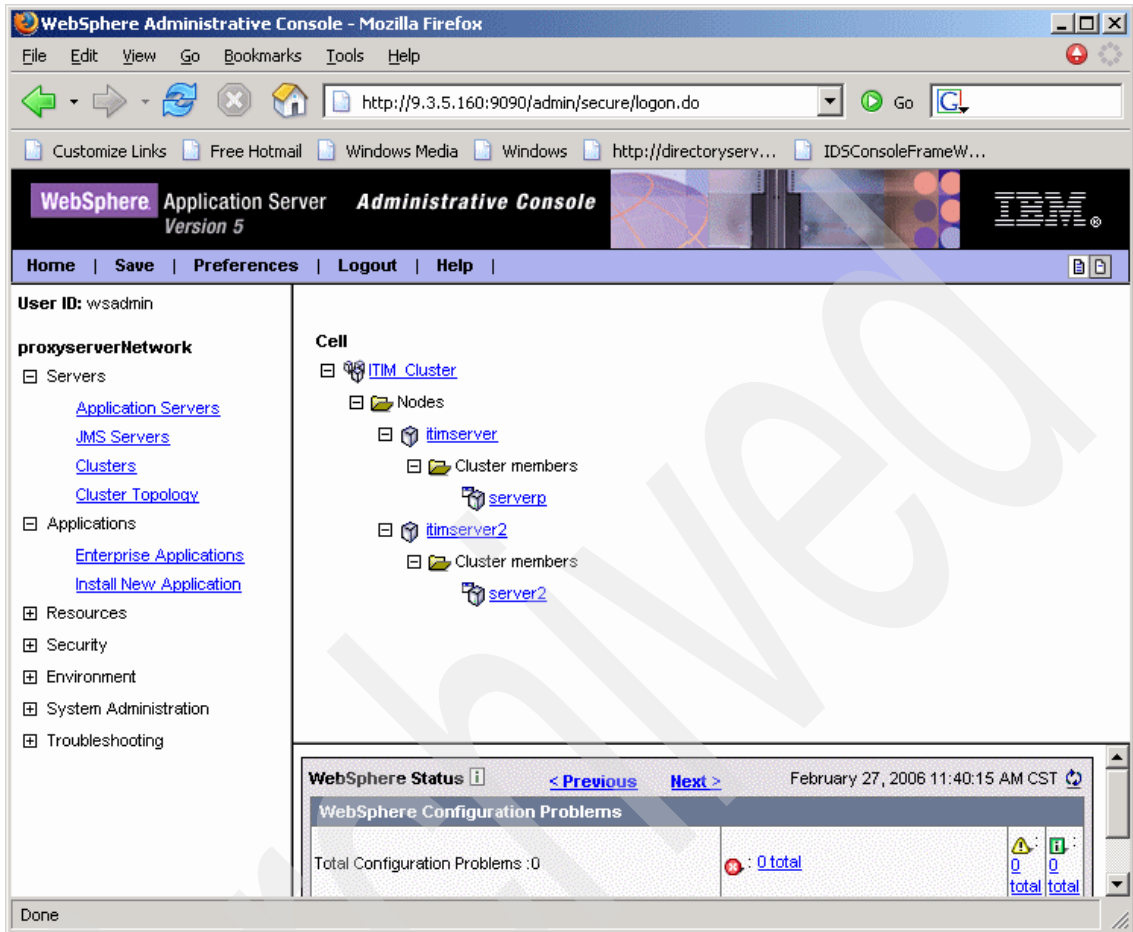 WebSphere Administrative Console - Mozilla Firefox
File Edit View Go Bookmarks Tools Help
http://9.3.5.160:9090/admin/secure/logon.do Go G
Customize Links Free Hotmail Windows Media Windows http://directoryserv... IDSConsoleFrameW...
WebSphere. Application Server Administrative Console IBM®
Version 5
Home | Save | Preferences | Logout | Help |
User ID: wsadmin
proxyserverNetwork
Servers
Application Servers
JMS Servers
Clusters
Cluster Topology
Applications
Enterprise Applications
Install New Application
Resources
Security
Environment
System Administration
Troubleshooting
Cell
ITIM_Cluster
Nodes
itimserver
Cluster members
serverp
itimserver2
Cluster members
server2
WebSphere Status i < Previous Next > February 27, 2006 11:40:15 AM CST
WebSphere Configuration Problems
Total Configuration Problems :0 : 0 total : 0 total : 0 total
Done
Archived